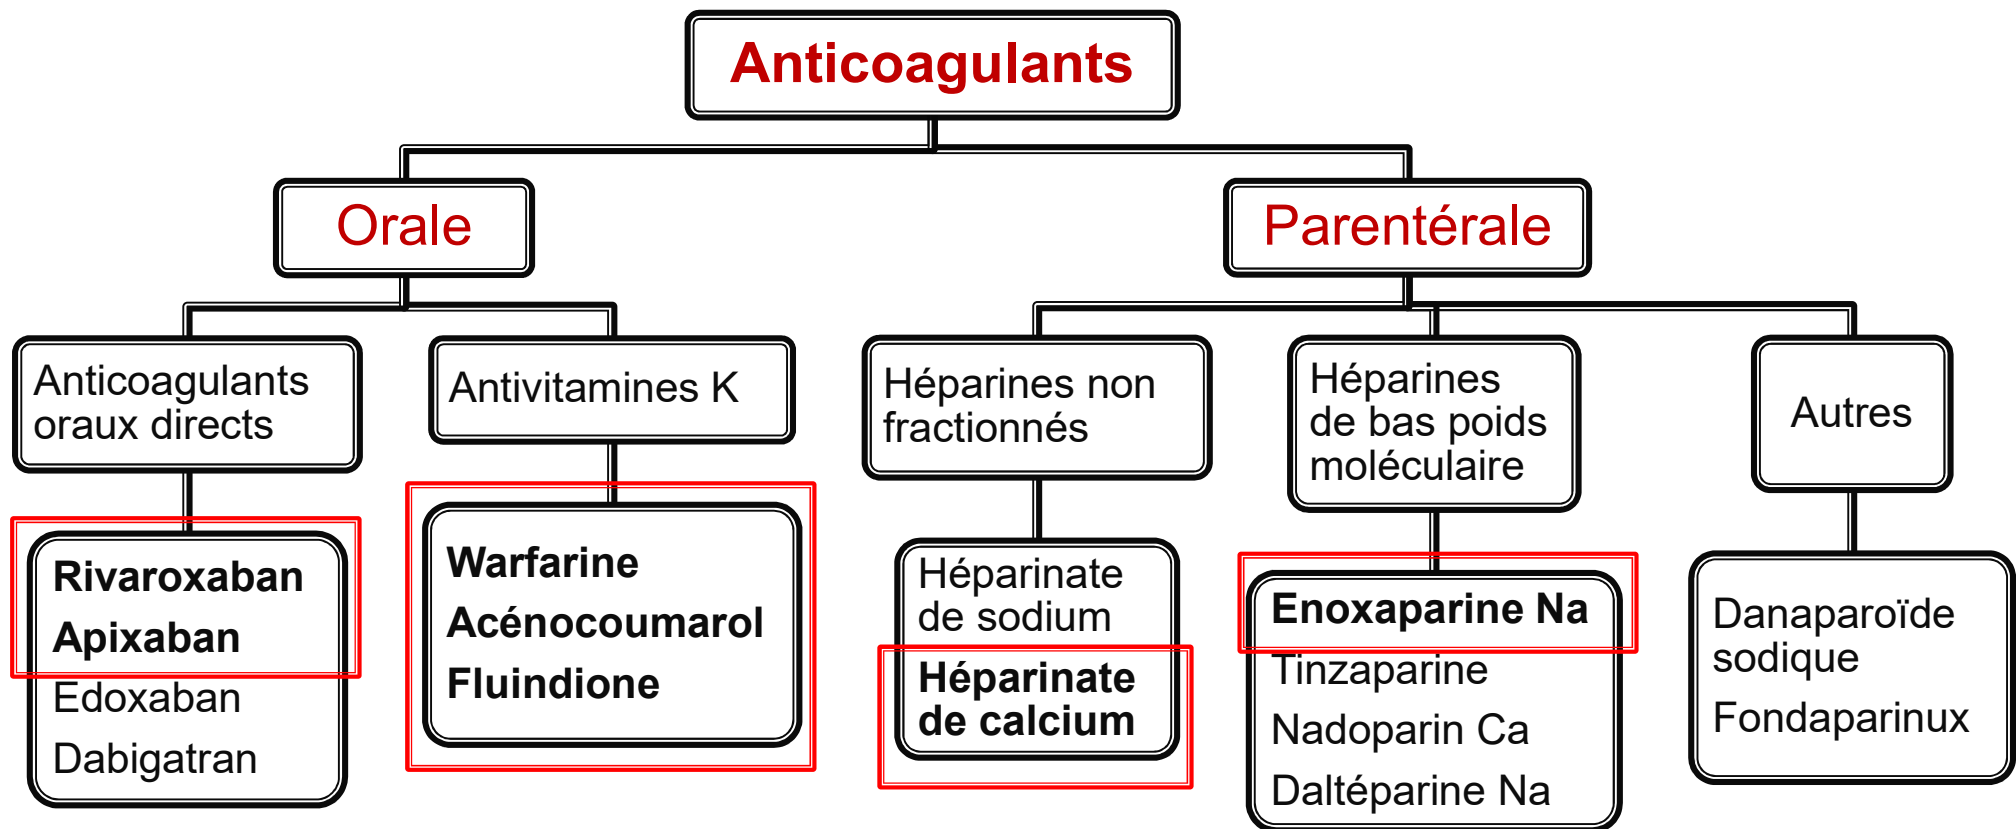 Anticoagulants
Orale
Parentérale
Anticoagulants
oraux directs
Antivitamines K
Héparines non
fractionnés
Héparines
de bas poids
moléculaire
Autres
Rivaroxaban
Apixaban
Edoxaban
Dabigatran
Warfarine
Acénocoumarol
Fluindione
Héparinate
de sodium
Héparinate
de calcium
Enoxaparine Na
Tinzaparine
Nadoparin Ca
Daltéparine Na
Danaparoïde
sodique
Fondaparinux